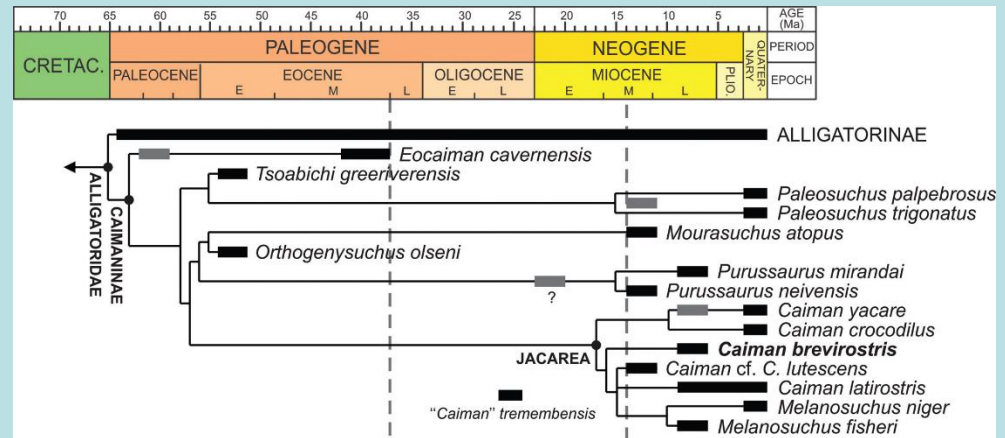 70 60 50 40 30 20 10 AGE
65 55 45 35 25 15 5 (Ma)
CRETAC. PALEOGENE NEOGENE QUATER-NARY PERIOD
PALEOCENE EOCENE OLIGOCENE MIOCENE PLIO. EPOCH
E M L E L E M L
ALLIGATORINAE
Eocaiman cavernensis
Tsoabichi greeriverensis
ALLIGATORIDAE
CAIMANINAE
Paleosuchus palpebrosus
Paleosuchus trigonatus
Mourasuchus atopus
Orthogenysuchus olseni
Purussaurus mirandai
?
Purussaurus neivensis
Caiman yacare
Caiman crocodilus
JACAREA
Caiman brevirostris
Caiman cf. C. lutescens
Caiman latirostris
"Caiman" tremembensis
Melanosuchus niger
Melanosuchus fisheri